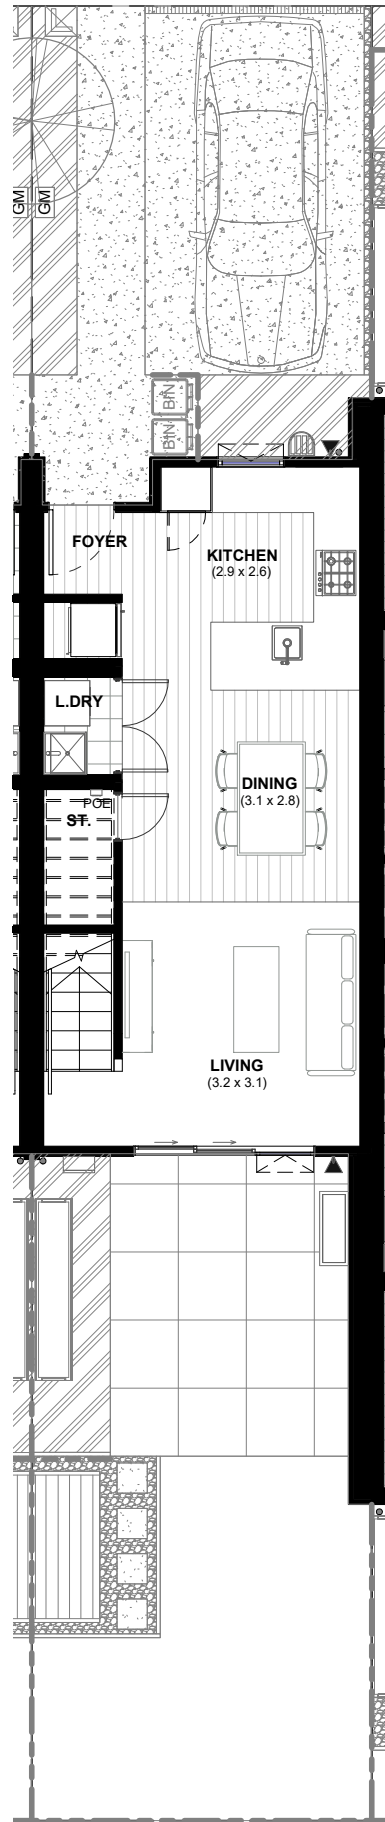 GM
GM
BIN
BIN
FOYER
KITCHEN
(2.9 x 2.6)
L.DRY
DINING
(3.1 x 2.8)
POE
ST.
LIVING
(3.2 x 3.1)